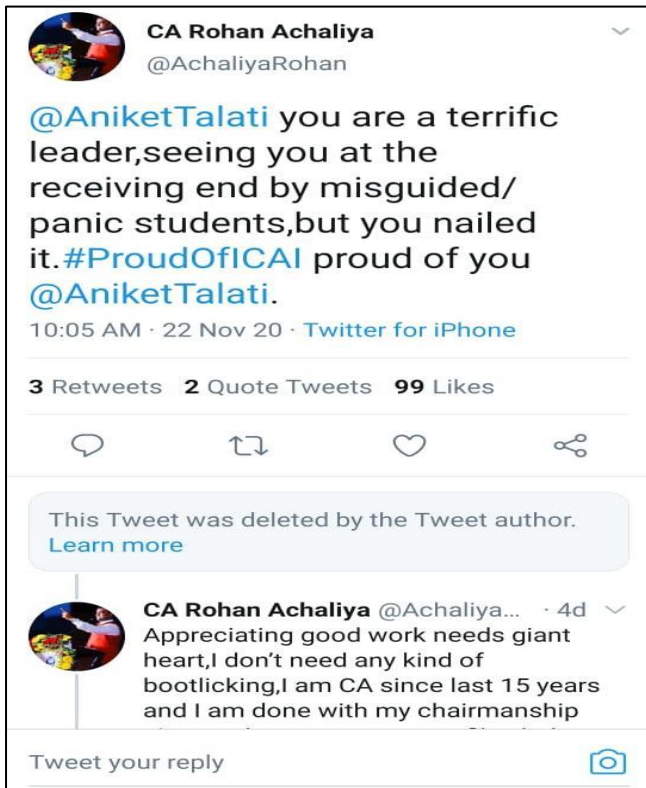 CA Rohan Achaliya
@AchaliyaRohan
@AniketTalati you are a terrific
leader,seeing you at the
receiving end by misguided/
panic students,but you nailed
it.#ProudOfICAI proud of you
@AniketTalati.
10:05 AM · 22 Nov 20 · Twitter for iPhone
3 Retweets 2 Quote Tweets 99 Likes
This Tweet was deleted by the Tweet author.
Learn more
CA Rohan Achaliya @Achaliya... · 4d
Appreciating good work needs giant
heart,I don't need any kind of
bootlicking,I am CA since last 15 years
and I am done with my chairmanship
Tweet your reply